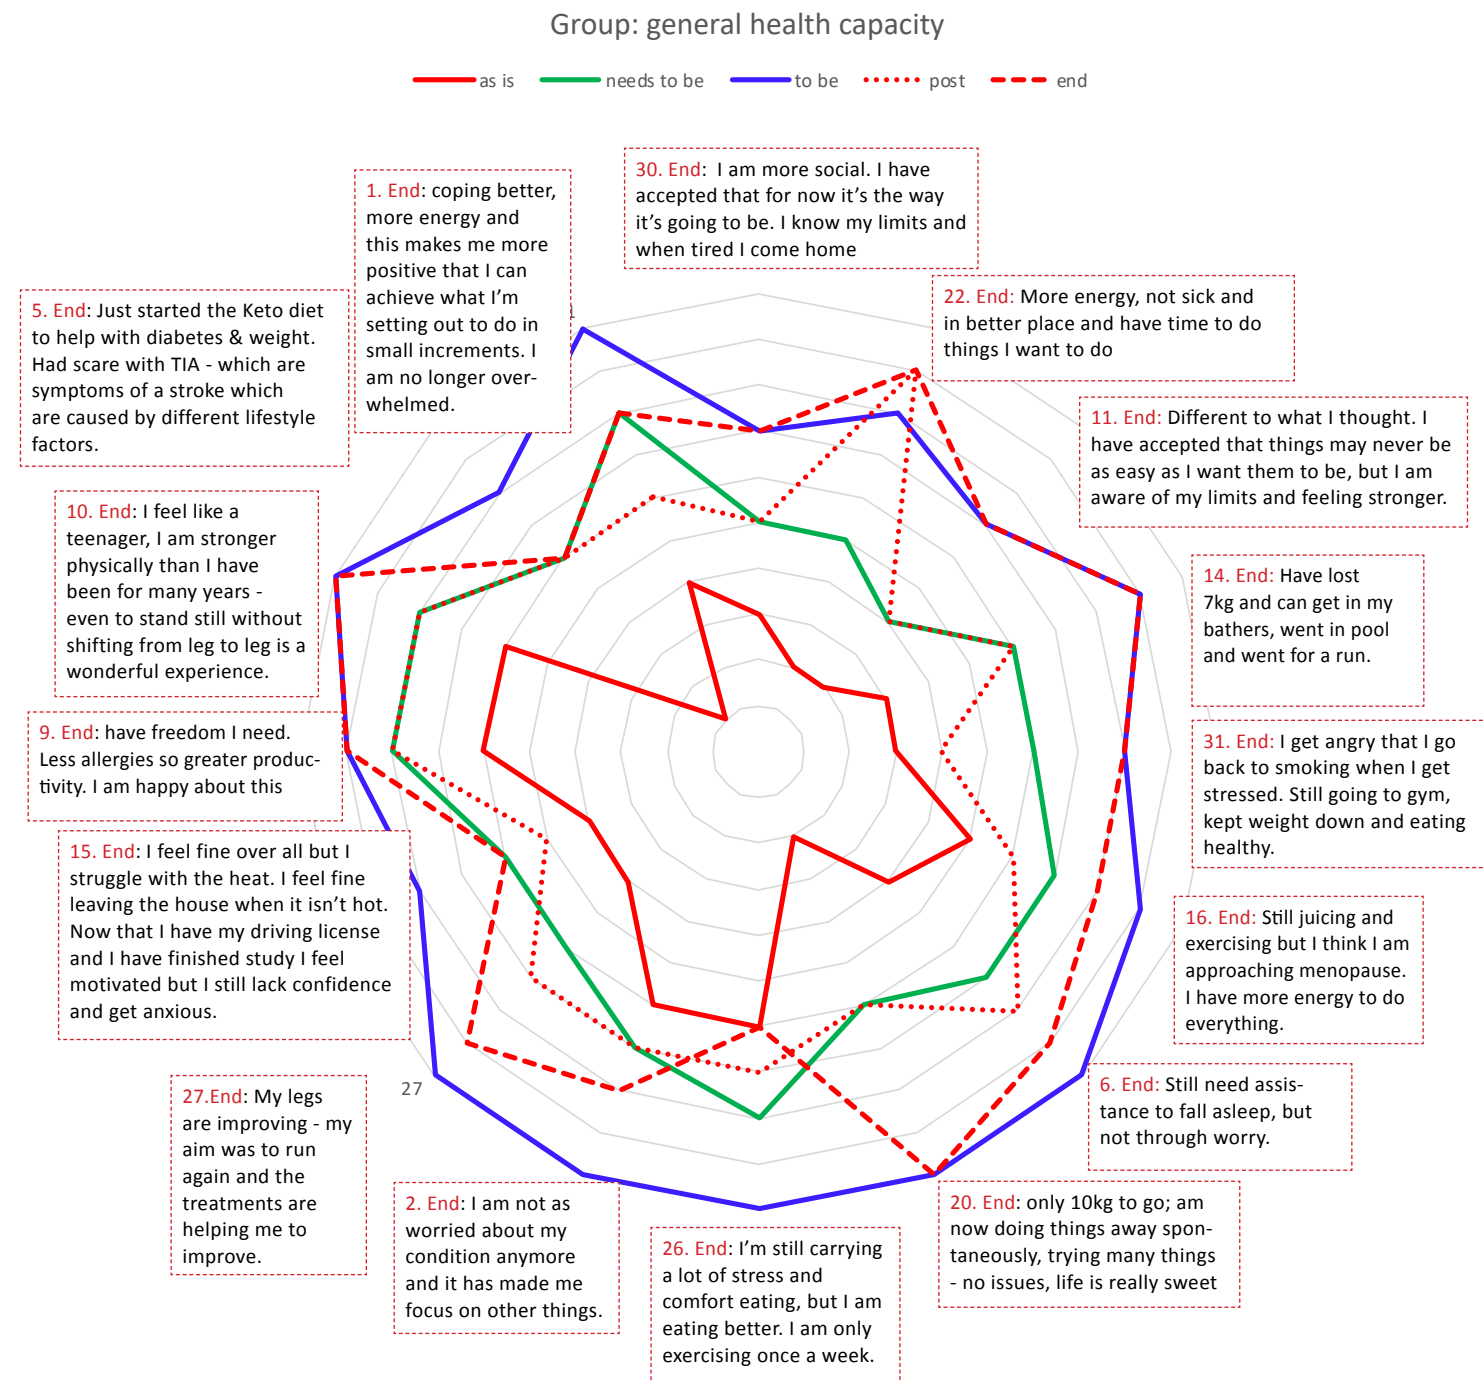 Group: general health capacity
as is
needs to be
to be
post
end
30. End: I am more social. I have
accepted that for now it’s the way
it’s going to be. I know my limits and
when tired I come home
1. End: coping better,
more energy and
this makes me more
positive that I can
achieve what I’m
setting out to do in
small increments. I
am no longer over-
whelmed.
22. End: More energy, not sick and
in better place and have time to do
things I want to do
5. End: Just started the Keto diet
to help with diabetes & weight.
Had scare with TIA - which are
symptoms of a stroke which
are caused by different lifestyle
factors.
11. End: Different to what I thought. I
have accepted that things may never be
as easy as I want them to be, but I am
aware of my limits and feeling stronger.
10. End: I feel like a
teenager, I am stronger
physically than I have
been for many years -
even to stand still without
shifting from leg to leg is a
wonderful experience.
14. End: Have lost
7kg and can get in my
bathers, went in pool
and went for a run.
9. End: have freedom I need.
Less allergies so greater produc-
tivity. I am happy about this
31. End: I get angry that I go
back to smoking when I get
stressed. Still going to gym,
kept weight down and eating
healthy.
15. End: I feel fine over all but I
struggle with the heat. I feel fine
leaving the house when it isn’t hot.
Now that I have my driving license
and I have finished study I feel
motivated but I still lack confidence
and get anxious.
16. End: Still juicing and
exercising but I think I am
approaching menopause.
I have more energy to do
everything.
27
27.End: My legs
are improving - my
aim was to run
again and the
treatments are
helping me to
improve.
6. End: Still need assis-
tance to fall asleep, but
not through worry.
2. End: I am not as
worried about my
condition anymore
and it has made me
focus on other things.
20. End: only 10kg to go; am
now doing things away spon-
taneously, trying many things
- no issues, life is really sweet
26. End: I’m still carrying
a lot of stress and
comfort eating, but I am
eating better. I am only
exercising once a week.